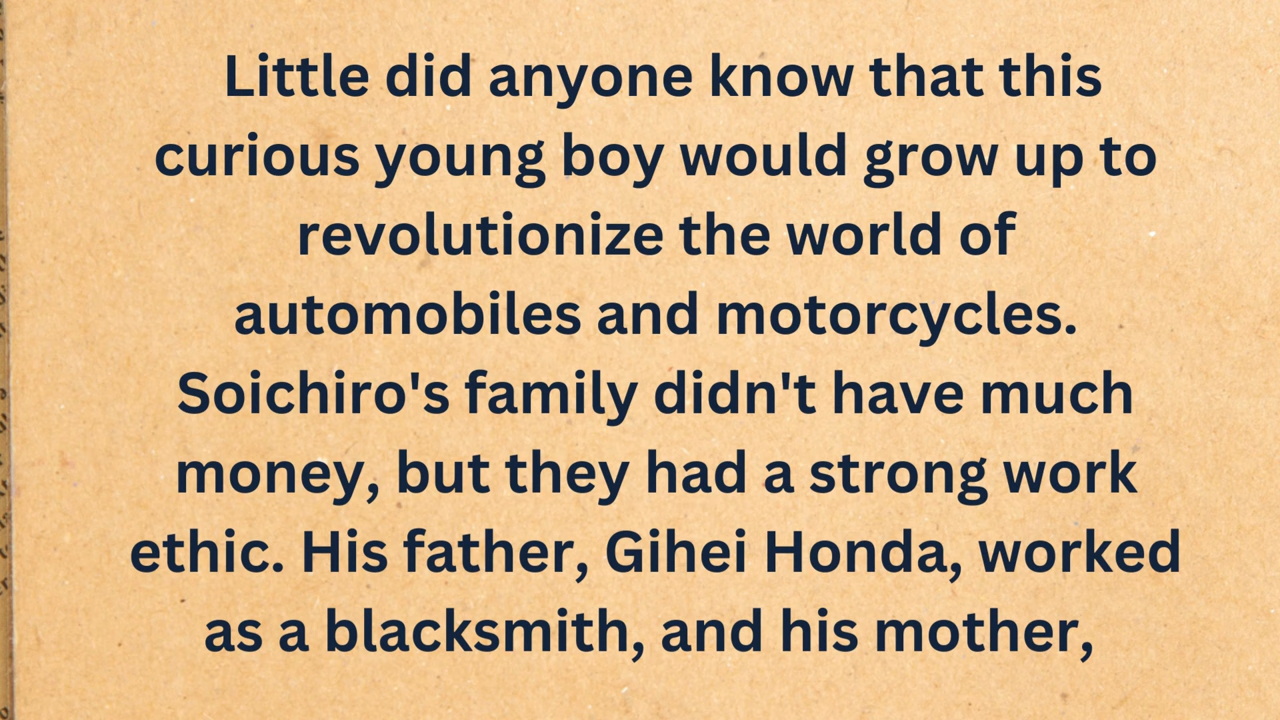 Little did anyone know that this
curious young boy would grow up to
revolutionize the world of
automobiles and motorcycles.
Soichiro's family didn't have much
money, but they had a strong work
ethic. His father, Gihei Honda, worked
as a blacksmith, and his mother,